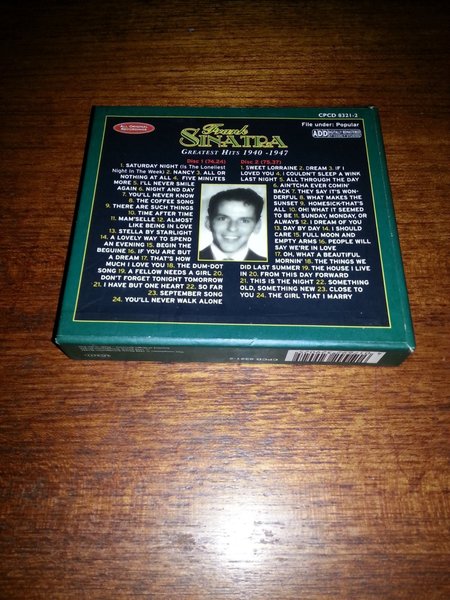 CPCD 8321-2
ALL ORIGINAL
RECORDINGS
Frank
SINATRA
GREATEST HITS 1940 -1947
File under: Popular
ADD DIGITALLY REMASTERED
Disc 1 (74.24)
1. SATURDAY NIGHT (Is The Loneliest
Night In The Week) 2. NANCY 3. ALL OR
NOTHING AT ALL 4. FIVE MINUTES
MORE 5. I'LL NEVER SMILE
AGAIN 6. NIGHT AND DAY
7. YOU'LL NEVER KNOW
8. THE COFFEE SONG
9. THERE ARE SUCH THINGS
10. TIME AFTER TIME
11. MAM'SELLE 12. ALMOST
LIKE BEING IN LOVE
13. STELLA BY STARLIGHT
14. A LOVELY WAY TO SPEND
AN EVENING 15. BEGIN THE
BEGUINE 16. IF YOU ARE BUT
A DREAM 17. THAT'S HOW
MUCH I LOVE YOU 18. THE DUM-DOT
SONG 19. A FELLOW NEEDS A GIRL 20.
DON'T FORGET TONIGHT TOMORROW
21. I HAVE BUT ONE HEART 22. SO FAR
23. SEPTEMBER SONG
24. YOU'LL NEVER WALK ALONE
Disc 2 (75.37)
1. SWEET LORRAINE 2. DREAM 3. IF I
LOVED YOU 4. I COULDN'T SLEEP A WINK
LAST NIGHT 5. ALL THROUGH THE DAY
6. AIN'TCHA EVER COMIN'
BACK 7. THEY SAY IT'S WON-
DERFUL 8. WHAT MAKES THE
SUNSET 9. HOMESICK-THAT'S
ALL 10. OH! WHAT IT SEEMED
TO BE 11. SUNDAY, MONDAY, OR
ALWAYS 12. I DREAM OF YOU
13. DAY BY DAY 14. I SHOULD
CARE 15. FULL MOON AND
EMPTY ARMS 16. PEOPLE WILL
SAY WE'RE IN LOVE
17. OH, WHAT A BEAUTIFUL
MORNIN' 18. THE THINGS WE
DID LAST SUMMER 19. THE HOUSE I LIVE
IN 20. FROM THIS DAY FORWARD
21. THIS IS THE NIGHT 22. SOMETHING
OLD, SOMETHING NEW 23. CLOSE TO
YOU 24. THE GIRL THAT I MARRY
CPCD 8321-2